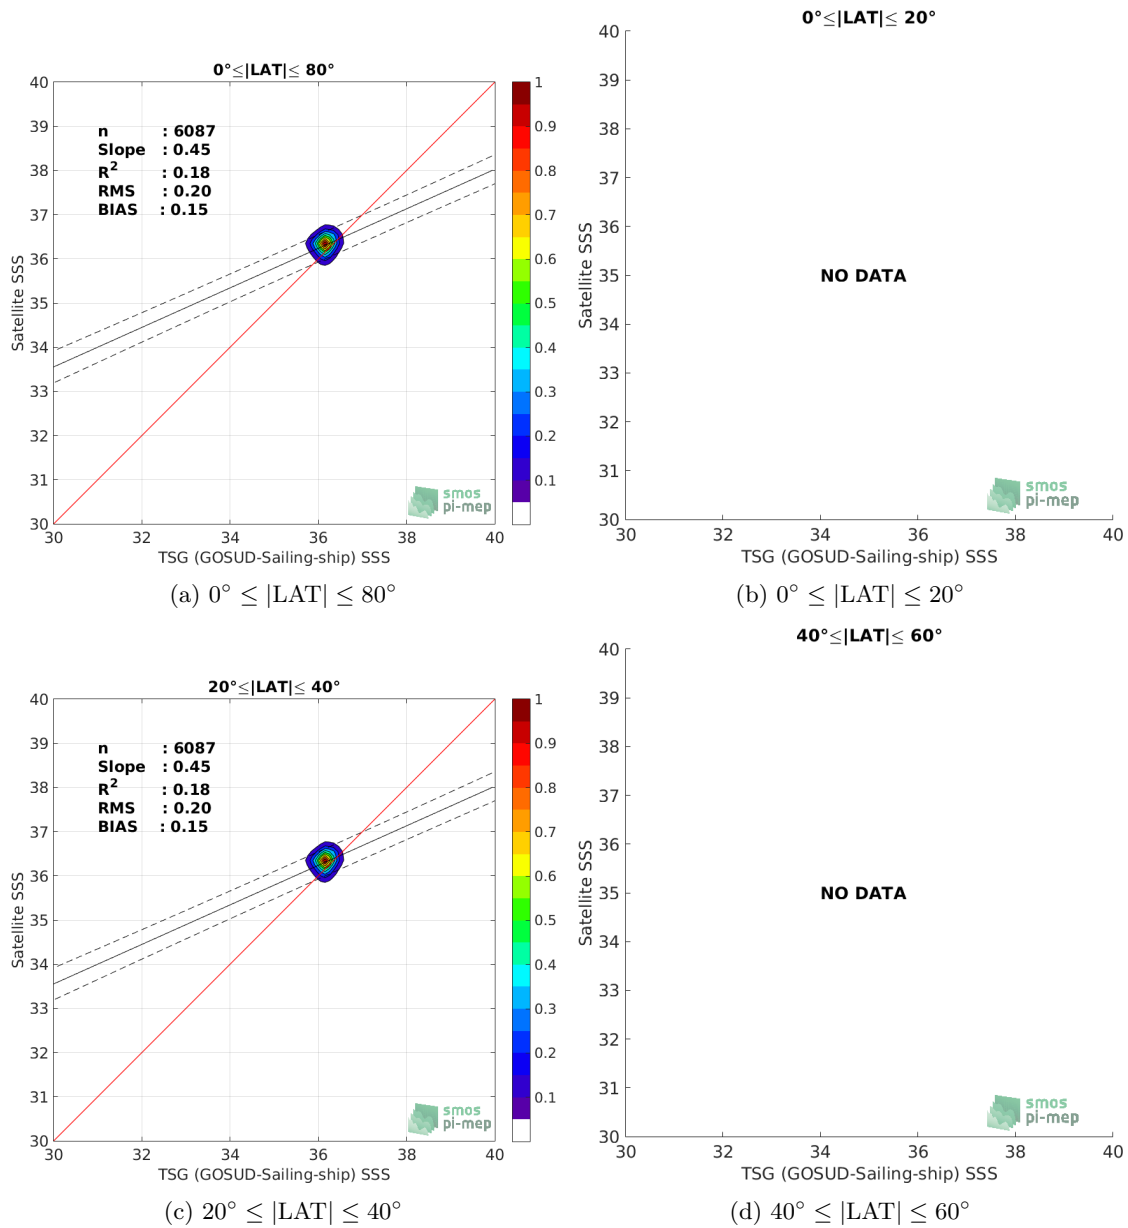 0°≤|LAT|≤ 80°
40
39
38
37
36
35
34
33
32
31
30
Satellite SSS
n : 6087
Slope : 0.45
R² : 0.18
RMS : 0.20
BIAS : 0.15
smos
pi-mep
30 32 34 36 38 40
TSG (GOSUD-Sailing-ship) SSS
1
0.9
0.8
0.7
0.6
0.5
0.4
0.3
0.2
0.1
(a) 0° ≤ |LAT| ≤ 80°
0°≤|LAT|≤ 20°
40
39
38
37
36
35
34
33
32
31
30
Satellite SSS
NO DATA
smos
pi-mep
30 32 34 36 38 40
TSG (GOSUD-Sailing-ship) SSS
(b) 0° ≤ |LAT| ≤ 20°
20°≤|LAT|≤ 40°
40
39
38
37
36
35
34
33
32
31
30
Satellite SSS
n : 6087
Slope : 0.45
R² : 0.18
RMS : 0.20
BIAS : 0.15
smos
pi-mep
30 32 34 36 38 40
TSG (GOSUD-Sailing-ship) SSS
1
0.9
0.8
0.7
0.6
0.5
0.4
0.3
0.2
0.1
(c) 20° ≤ |LAT| ≤ 40°
40°≤|LAT|≤ 60°
40
39
38
37
36
35
34
33
32
31
30
Satellite SSS
NO DATA
smos
pi-mep
30 32 34 36 38 40
TSG (GOSUD-Sailing-ship) SSS
(d) 40° ≤ |LAT| ≤ 60°